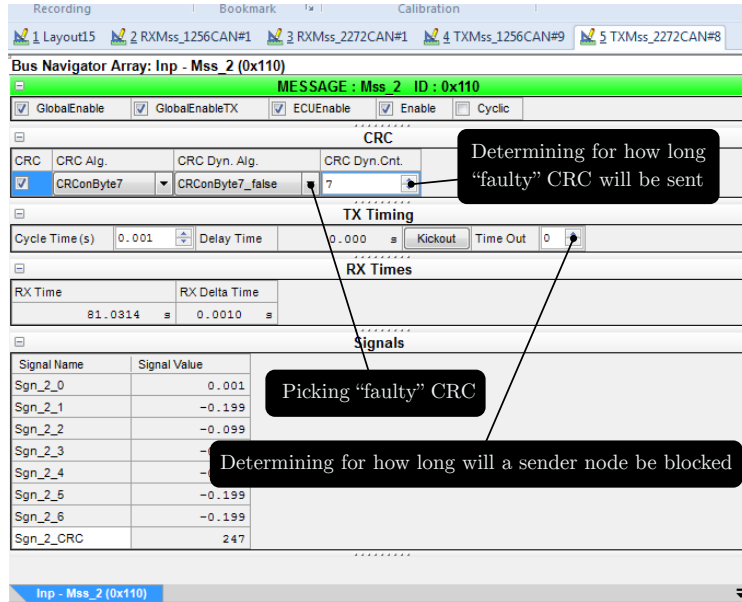 Recording Bookmark Calibration
1 Layout15 2 RXMss_1256CAN#1 3 RXMss_2272CAN#1 4 TXMss_1256CAN#9 5 TXMss_2272CAN#8
Bus Navigator Array: Inp - Mss_2 (0x110)
MESSAGE : Mss_2 ID : 0x110
GlobalEnable GlobalEnableTX ECUEnable Enable Cyclic
CRC
CRC CRC Alg. CRC Dyn. Alg. CRC Dyn.Cnt.
CRConByte7 CRConByte7_false 7
Determining for how long
“faulty” CRC will be sent
TX Timing
Cycle Time (s) 0.001 Delay Time 0.000 s Kickout Time Out 0
RX Times
RX Time RX Delta Time
81.0314 s 0.0010 s
Signals
Signal Name Signal Value
Sgn_2_0 0.001
Sgn_2_1 -0.199
Sgn_2_2 -0.099
Sgn_2_3
Sgn_2_4
Sgn_2_5 -0.199
Sgn_2_6 -0.199
Sgn_2_CRC 247
Picking “faulty” CRC
Determining for how long will a sender node be blocked
Inp - Mss_2 (0x110)